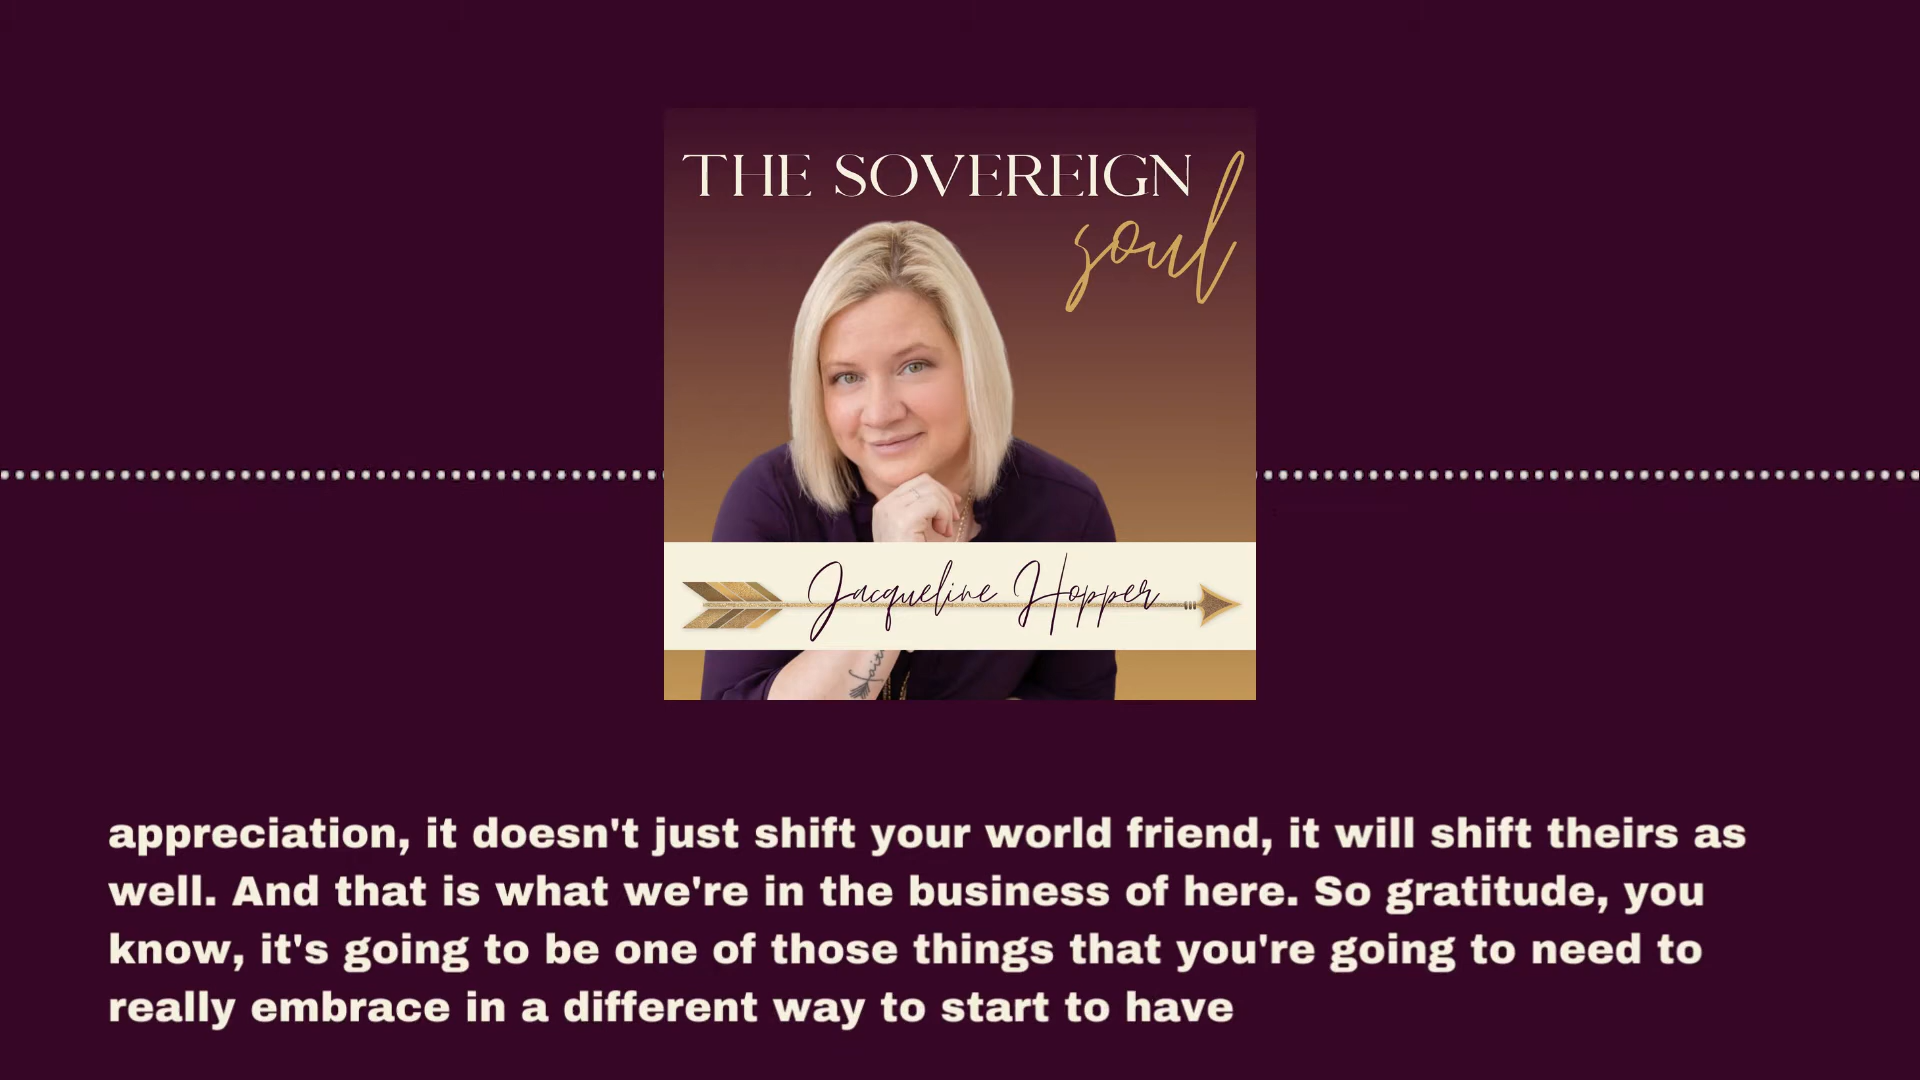 THE SOVEREIGN
soul
Jacqueline Hopper
faith
appreciation, it doesn't just shift your world friend, it will shift theirs as
well. And that is what we're in the business of here. So gratitude, you
know, it's going to be one of those things that you're going to need to
really embrace in a different way to start to have